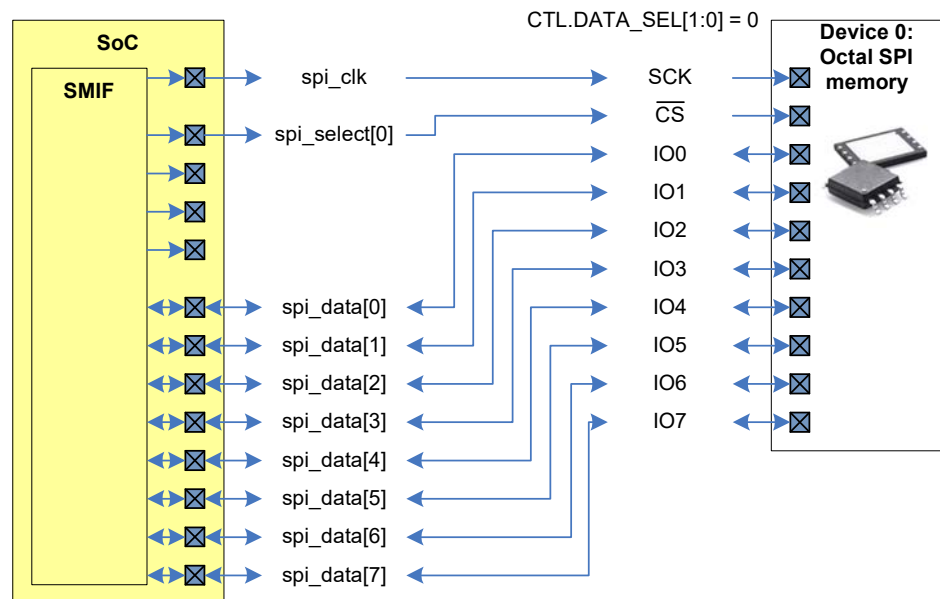 CTL.DATA_SEL[1:0] = 0
SoC
SMIF
Device 0:
Octal SPI
memory
spi_clk
SCK
spi_select[0]
CS
IO0
IO1
IO2
IO3
spi_data[0]
IO4
spi_data[1]
IO5
spi_data[2]
IO6
spi_data[3]
IO7
spi_data[4]
spi_data[5]
spi_data[6]
spi_data[7]